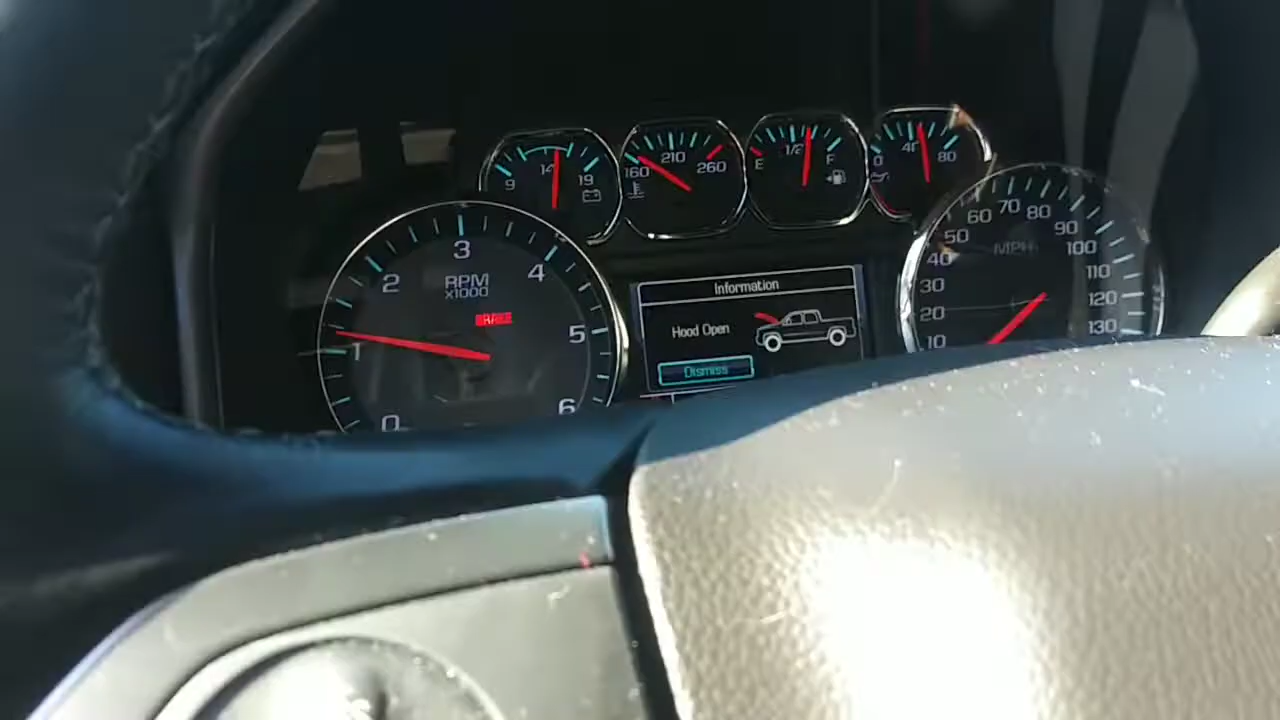 9 14 19
160 210 260
E 1/2 F
0 40 80
0 1 2 3 4 5 6
RPM
x1000
BRAKE
Information
Hood Open
Dismiss
10 20 30 40 50 60 70 80 90 100 110 120 130
MPH